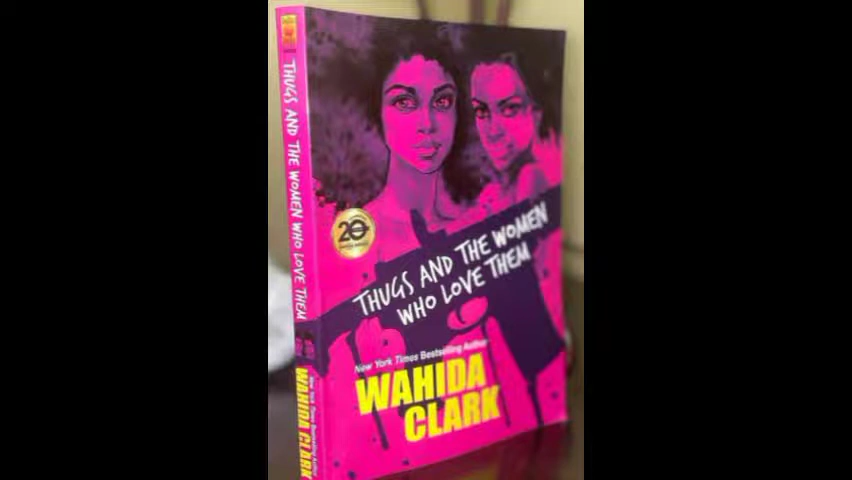 THUGS AND THE WOMEN WHO LOVE THEM
WAHIDA CLARK
20
THUGS AND THE WOMEN
WHO LOVE THEM
New York Times Bestselling Author
WAHIDA
CLARK